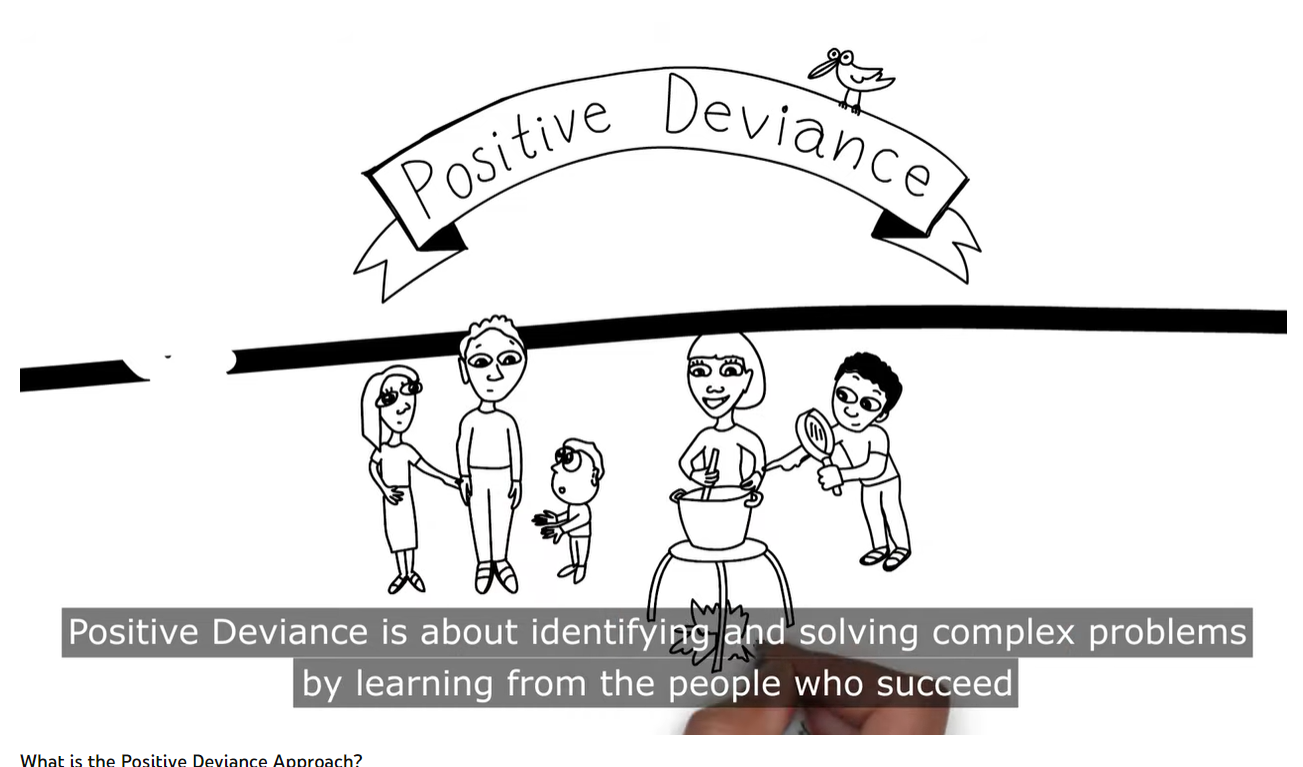 Positive Deviance
Positive Deviance is about identifying and solving complex problems
by learning from the people who succeed
What is the Positive Deviance Approach?